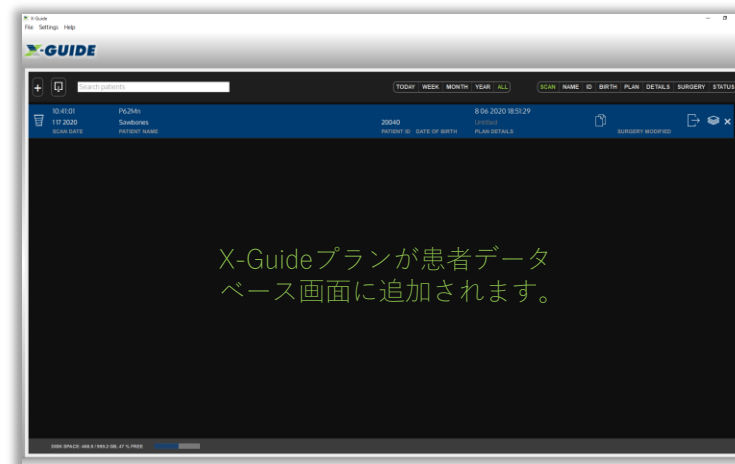 X-Guide
File Settings Help
X-GUIDE
+ Search patients TODAY WEEK MONTH YEAR ALL SCAN NAME ID BIRTH PLAN DETAILS SURGERY STATUS
10:41:01 P62Mn 8 06 2020 18:51:29
1 17 2020 Sawbones 20040 Untitled
SCAN DATE PATIENT NAME PATIENT ID DATE OF BIRTH PLAN DETAILS SURGERY MODIFIED
X-Guideプランが患者データ
ベース画面に追加されます。